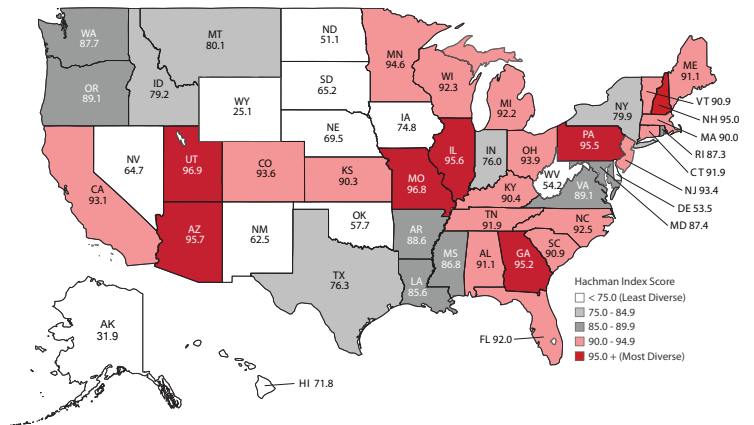 WA
87.7
OR
89.1
CA
93.1
NV
64.7
ID
79.2
MT
80.1
WY
25.1
UT
96.9
AZ
95.7
CO
93.6
NM
62.5
ND
51.1
SD
65.2
NE
69.5
KS
90.3
OK
57.7
TX
76.3
MN
94.6
IA
74.8
MO
96.8
AR
88.6
LA
85.6
WI
92.3
IL
95.6
MS
86.8
MI
92.2
IN
76.0
OH
93.9
KY
90.4
TN
91.9
AL
91.1
GA
95.2
WV
54.2
VA
89.1
NC
92.5
SC
90.9
FL 92.0
PA
95.5
NY
79.9
ME
91.1
VT 90.9
NH 95.0
MA 90.0
RI 87.3
CT 91.9
NJ 93.4
DE 53.5
MD 87.4
AK
31.9
HI 71.8
Hachman Index Score
< 75.0 (Least Diverse)
75.0 - 84.9
85.0 - 89.9
90.0 - 94.9
95.0 + (Most Diverse)